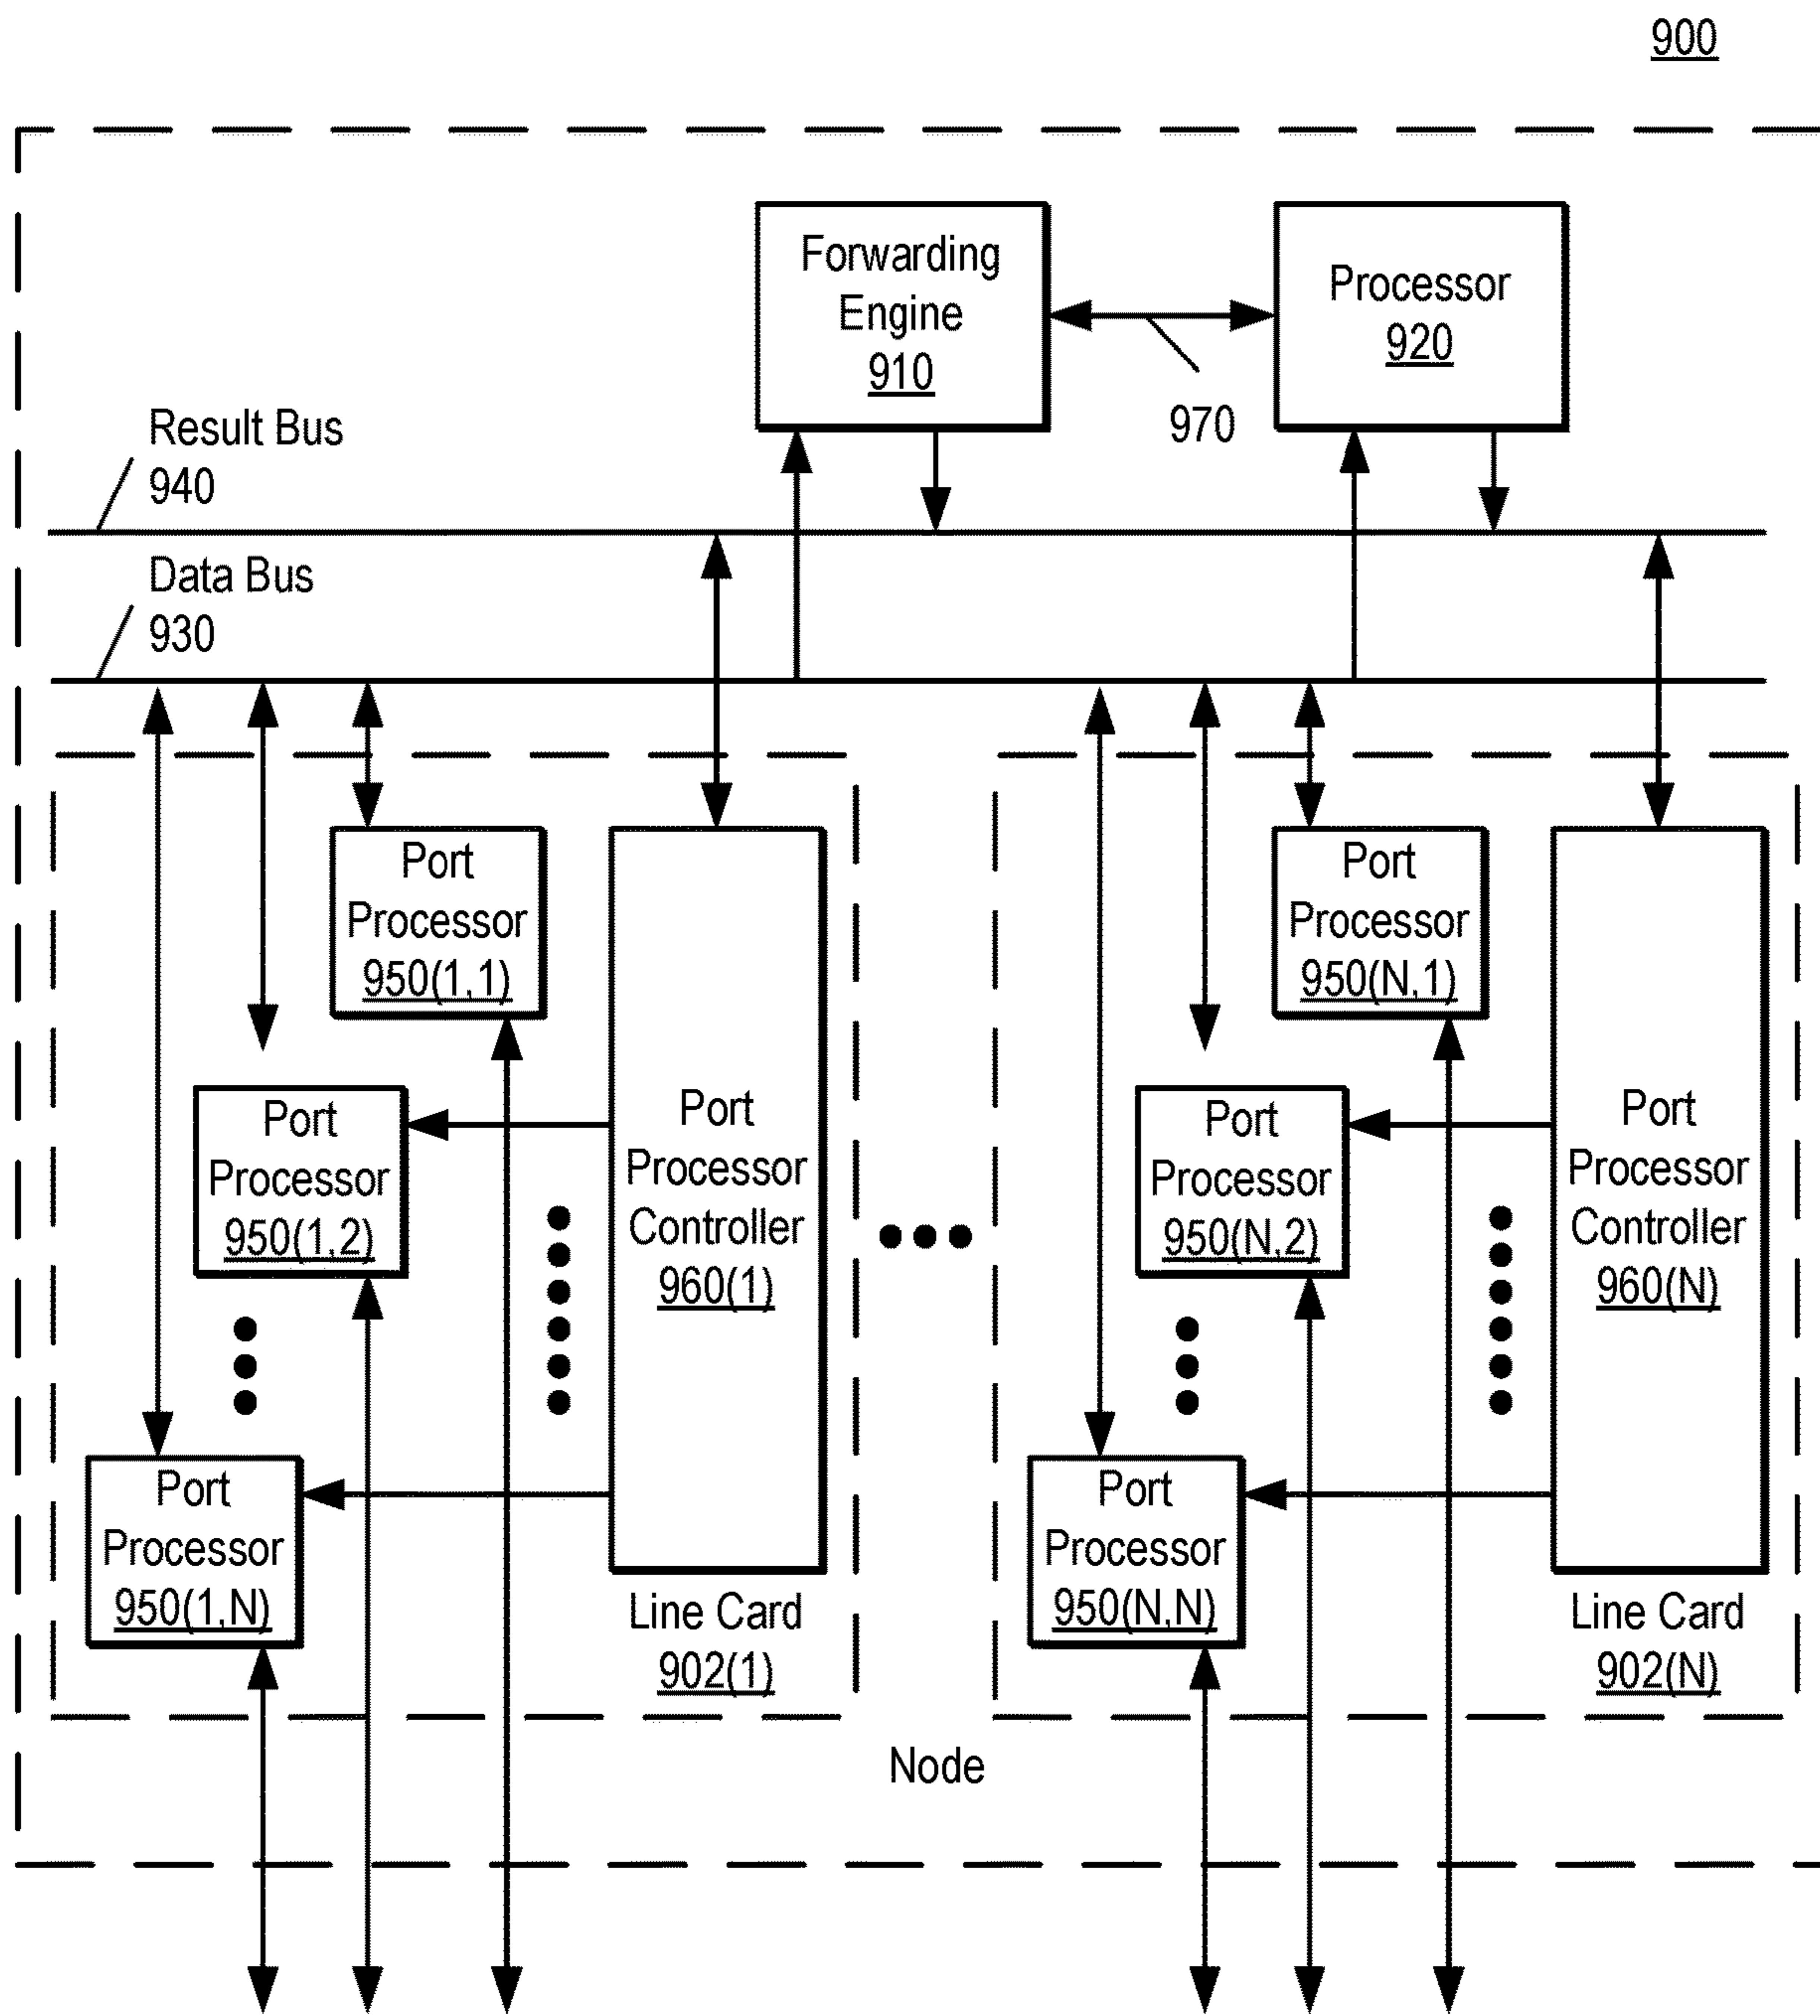 900
Forwarding
Engine
910
Processor
920
970
Result Bus
940
Data Bus
930
Port
Processor
950(1,1)
Port
Processor
950(1,2)
Port
Processor
950(1,N)
Port
Processor
Controller
960(1)
Line Card
902(1)
Port
Processor
950(N,1)
Port
Processor
950(N,2)
Port
Processor
950(N,N)
Port
Processor
Controller
960(N)
Line Card
902(N)
Node